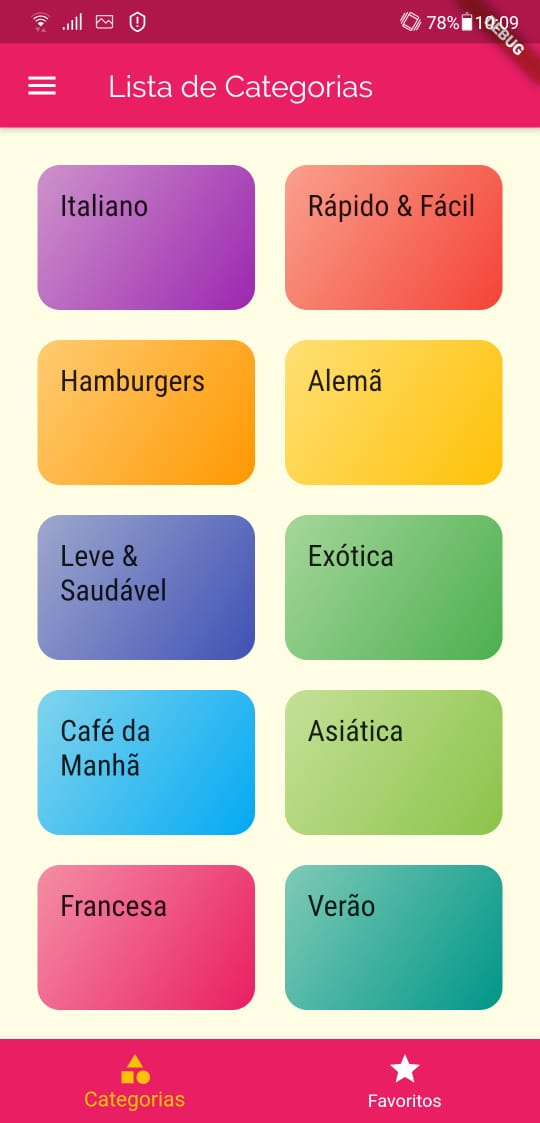 78% 10:09
DEBUG
Lista de Categorias
Italiano
Rápido & Fácil
Hamburgers
Alemã
Leve &
Saudável
Exótica
Café da
Manhã
Asiática
Francesa
Verão
Categorias
Favoritos